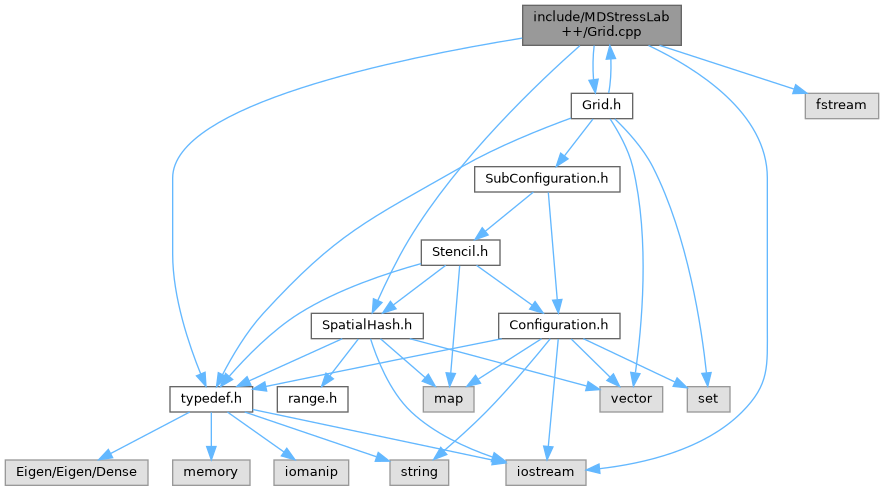 include/MDStressLab
++/Grid.cpp
Grid.h
fstream
SubConfiguration.h
Stencil.h
SpatialHash.h
Configuration.h
typedef.h
range.h
map
vector
set
Eigen/Eigen/Dense
memory
iomanip
string
iostream